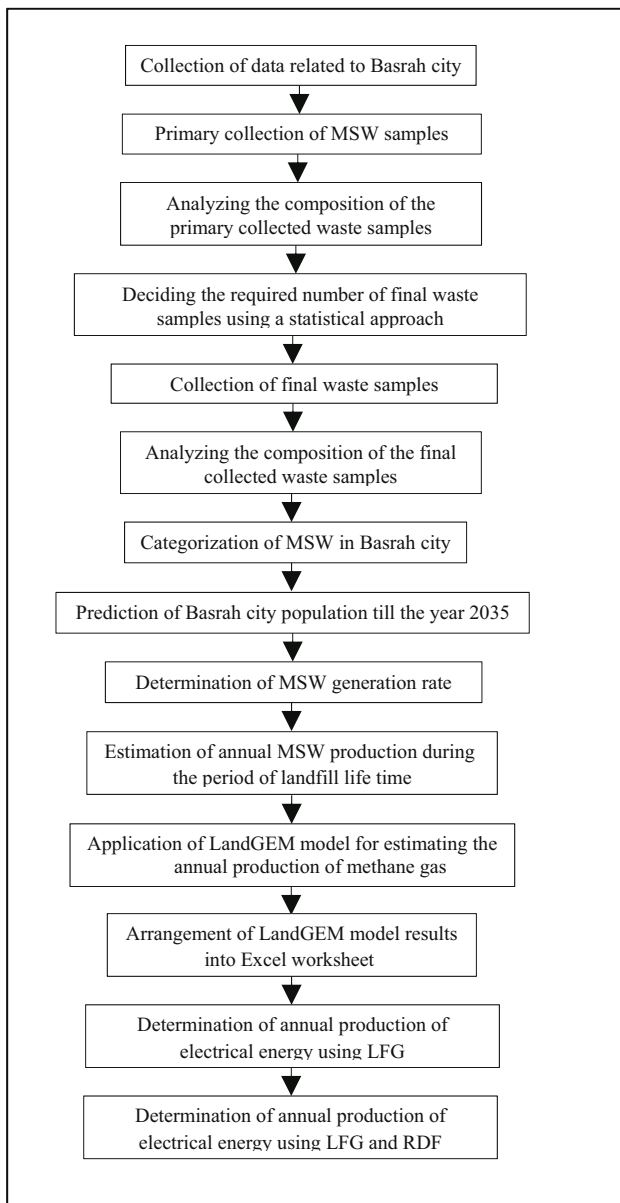 Collection of data related to Basrah city
Primary collection of MSW samples
Analyzing the composition of the
primary collected waste samples
Deciding the required number of final waste
samples using a statistical approach
Collection of final waste samples
Analyzing the composition of the final
collected waste samples
Categorization of MSW in Basrah city
Prediction of Basrah city population till the year 2035
Determination of MSW generation rate
Estimation of annual MSW production during
the period of landfill life time
Application of LandGEM model for estimating the
annual production of methane gas
Arrangement of LandGEM model results
into Excel worksheet
Determination of annual production of
electrical energy using LFG
Determination of annual production of
electrical energy using LFG and RDF